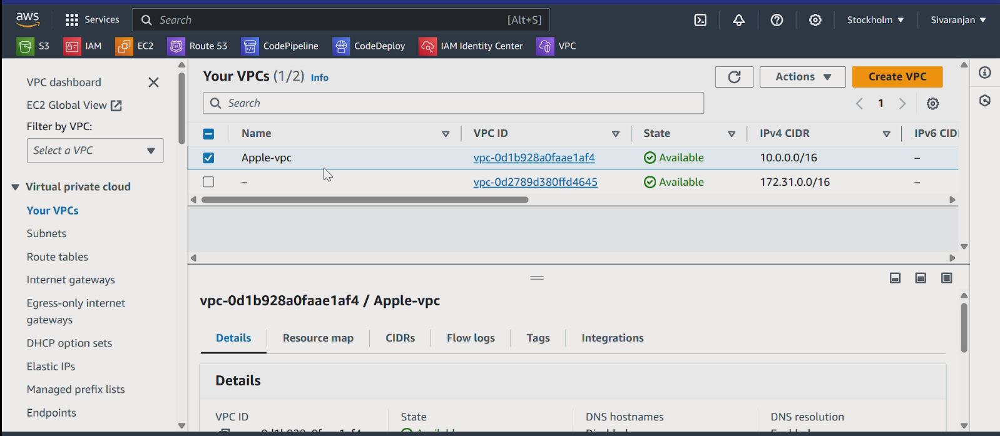 aws
Services
Search [Alt+S]
Stockholm ▼
Sivaranjan ▼
S3
IAM
EC2
Route 53
CodePipeline
CodeDeploy
IAM Identity Center
VPC
VPC dashboard
EC2 Global View
Filter by VPC:
Select a VPC
Virtual private cloud
Your VPCs
Subnets
Route tables
Internet gateways
Egress-only internet
gateways
DHCP option sets
Elastic IPs
Managed prefix lists
Endpoints
Your VPCs (1/2) Info
Actions ▼
Create VPC
Search
1
Name VPC ID State IPv4 CIDR IPv6 CID
Apple-vpc vpc-0d1b928a0faae1af4 Available 10.0.0.0/16 –
– vpc-0d2789d380ffd4645 Available 172.31.0.0/16 –
vpc-0d1b928a0faae1af4 / Apple-vpc
Details Resource map CIDRs Flow logs Tags Integrations
Details
VPC ID State DNS hostnames DNS resolution